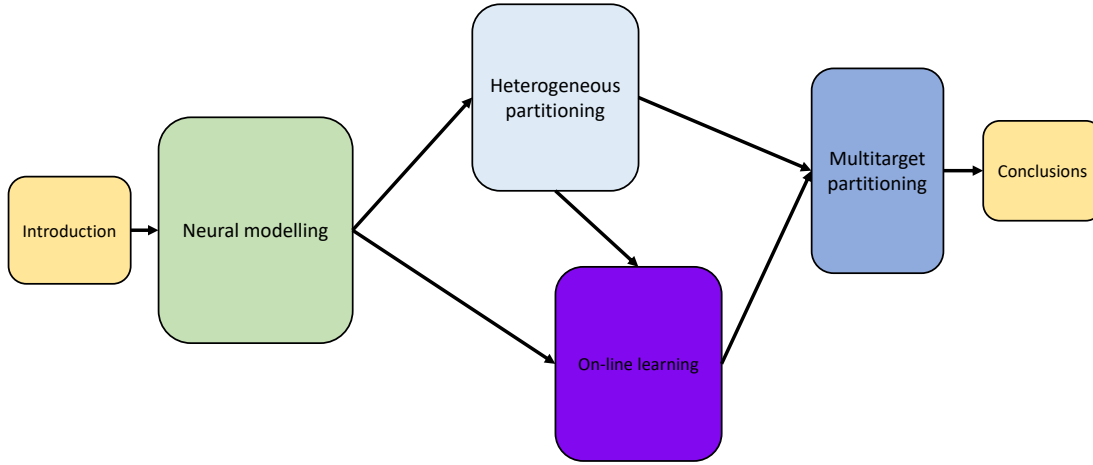 Introduction
Neural modelling
Heterogeneous
partitioning
On-line learning
Multitarget
partitioning
Conclusions